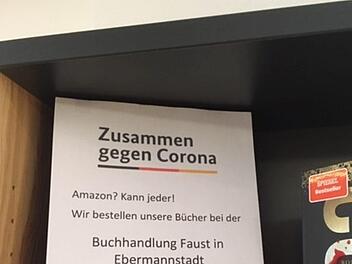 Zusammen
gegen Corona
Amazon? Kann jeder!
Wir bestellen unsere Bücher bei der
Buchhandlung Faust in
Ebermannstadt
SPIEGEL
Bestseller